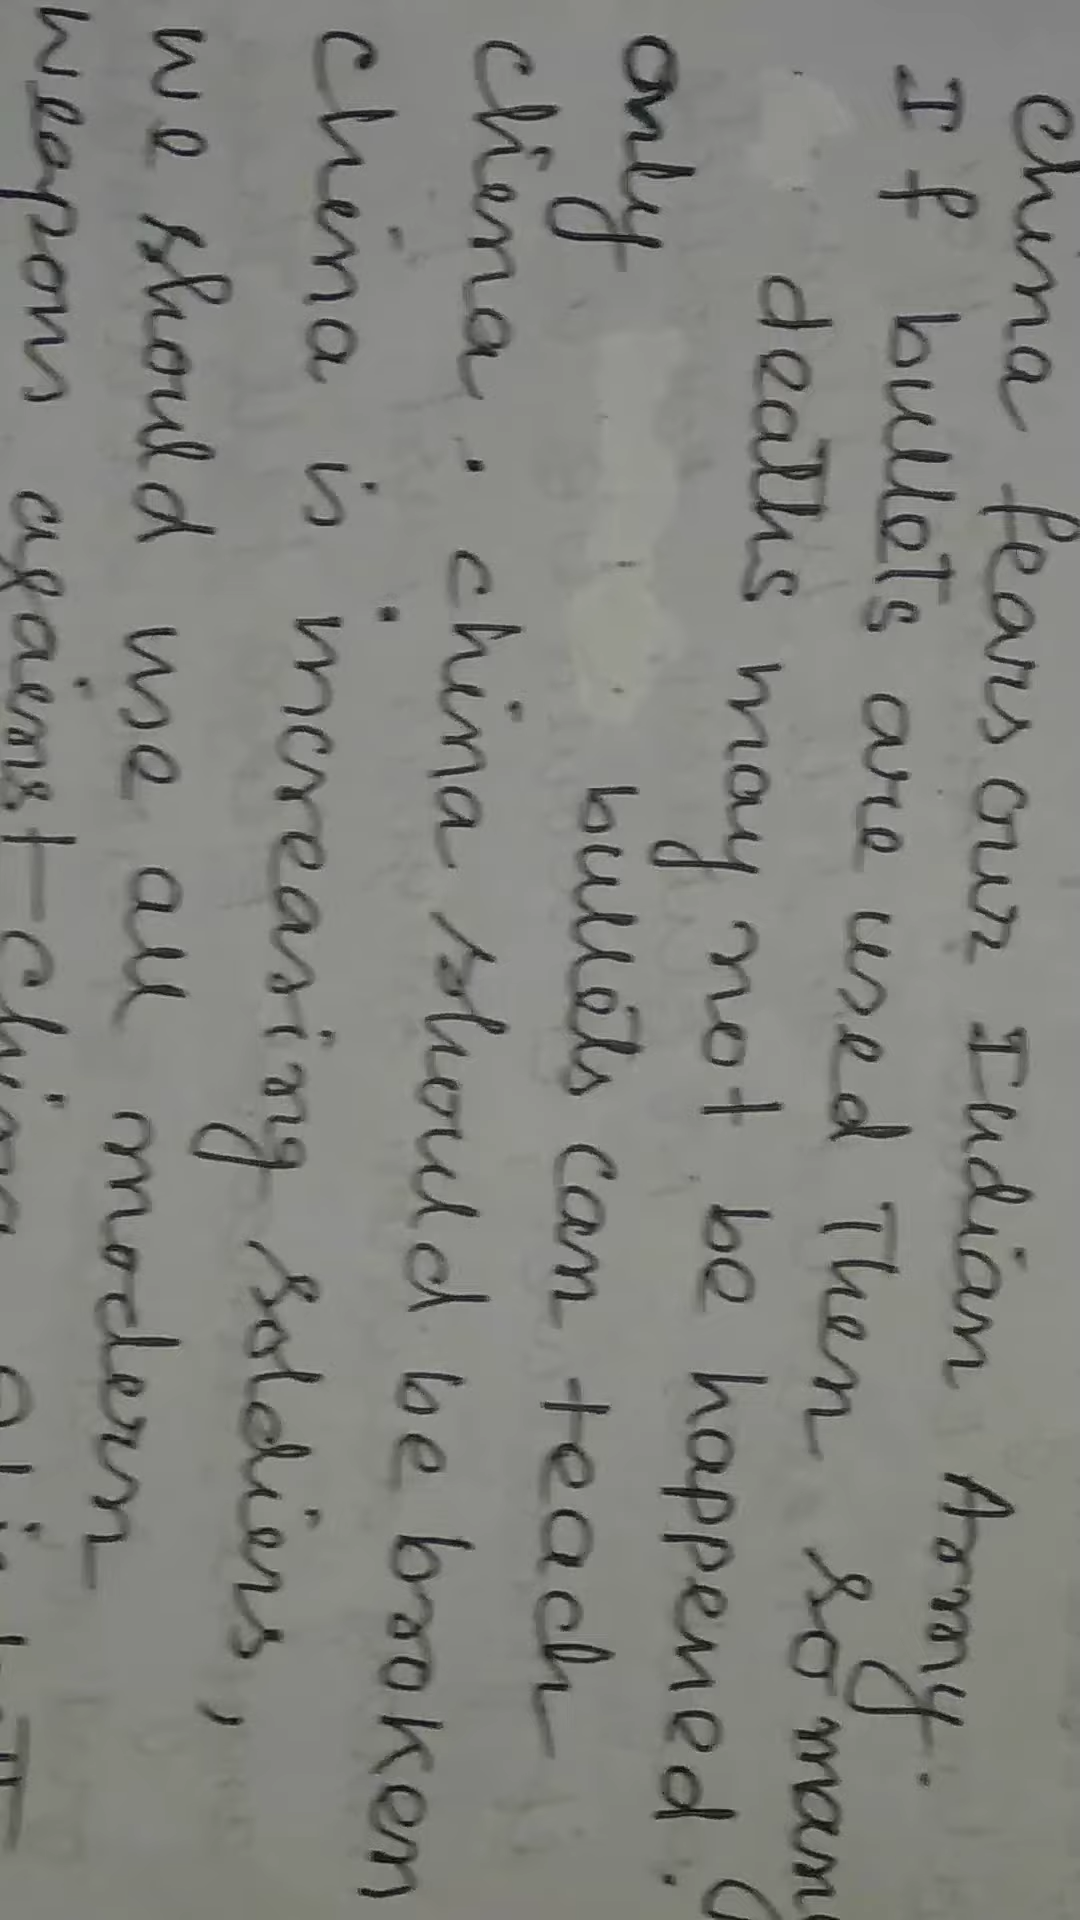 China fears our Indian Army.
If bullets are used Then so many
deaths may not be happened.
only bullets can teach
China. China should be brooken
China is increasing soldiers,
we should use all modern
weapons against China